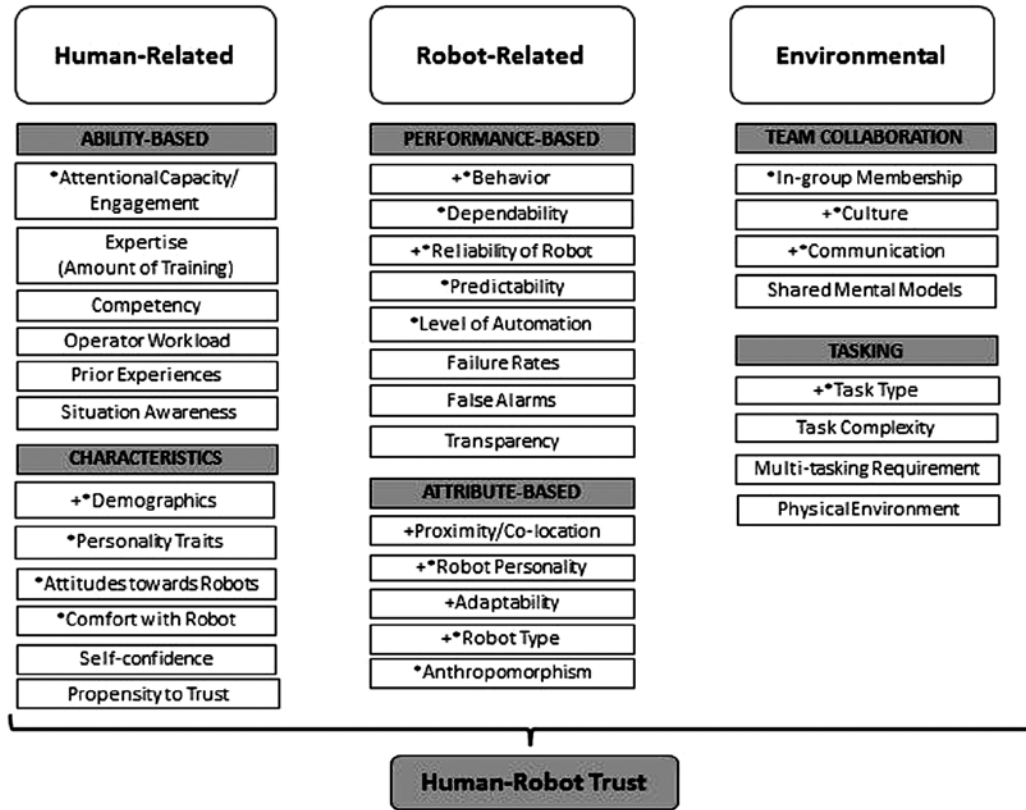 Human-Related
ABILITY-BASED
*Attentional Capacity/
Engagement
Expertise
(Amount of Training)
Competency
Operator Workload
Prior Experiences
Situation Awareness
CHARACTERISTICS
+*Demographics
*Personality Traits
*Attitudes towards Robots
*Comfort with Robot
Self-confidence
Propensity to Trust
Robot-Related
PERFORMANCE-BASED
+*Behavior
*Dependability
+*Reliability of Robot
*Predictability
*Level of Automation
Failure Rates
False Alarms
Transparency
ATTRIBUTE-BASED
+Proximity/Co-location
+*Robot Personality
+Adaptability
+*Robot Type
*Anthropomorphism
Environmental
TEAM COLLABORATION
*In-group Membership
+*Culture
+*Communication
Shared Mental Models
TASKING
+*Task Type
Task Complexity
Multi-tasking Requirement
Physical Environment
Human-Robot Trust